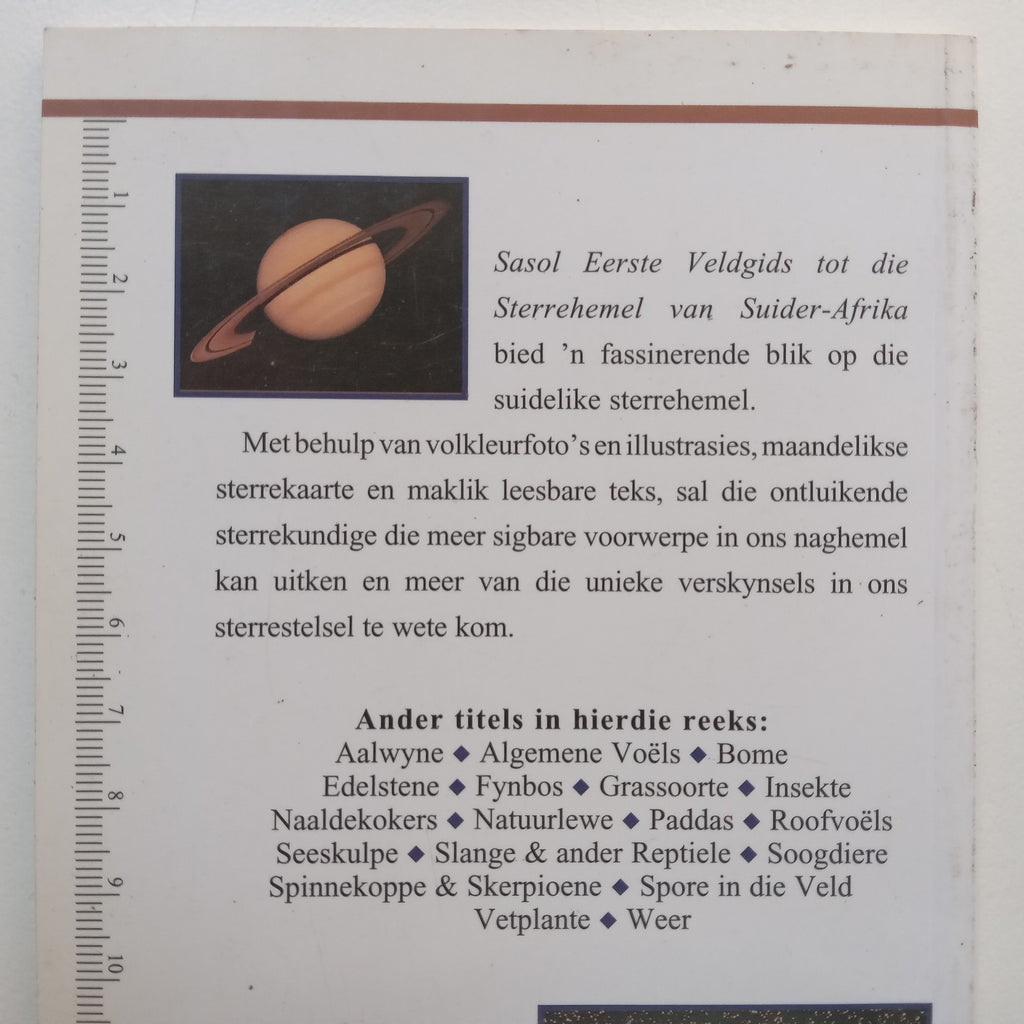 Sasol Eerste Veldgids tot die
Sterrehemel van Suider-Afrika
bied 'n fassinerende blik op die
suidelike sterrehemel.
Met behulp van volkleurfoto's en illustrasies, maandelikse
sterrekaarte en maklik leesbare teks, sal die ontluikende
sterrekundige die meer sigbare voorwerpe in ons naghemel
kan uitken en meer van die unieke verskynsels in ons
sterrestelsel te wete kom.
Ander titels in hierdie reeks:
Aalwyne ◆ Algemene Voëls ◆ Bome
Edelstene ◆ Fynbos ◆ Grassoorte ◆ Insekte
Naaldekokers ◆ Natuurlewe ◆ Paddas ◆ Roofvoëls
Seeskulpe ◆ Slange & ander Reptiele ◆ Soogdiere
Spinnekoppe & Skerpioene ◆ Spore in die Veld
Vetplante ◆ Weer
1
2
3
4
5
6
7
8
9
10